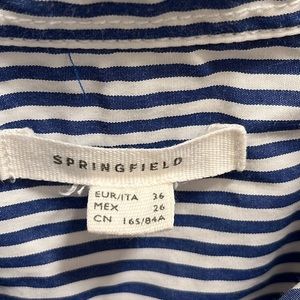 SPRINGFIELD
EUR/ITA 36
MEX 26
CN 165/84A